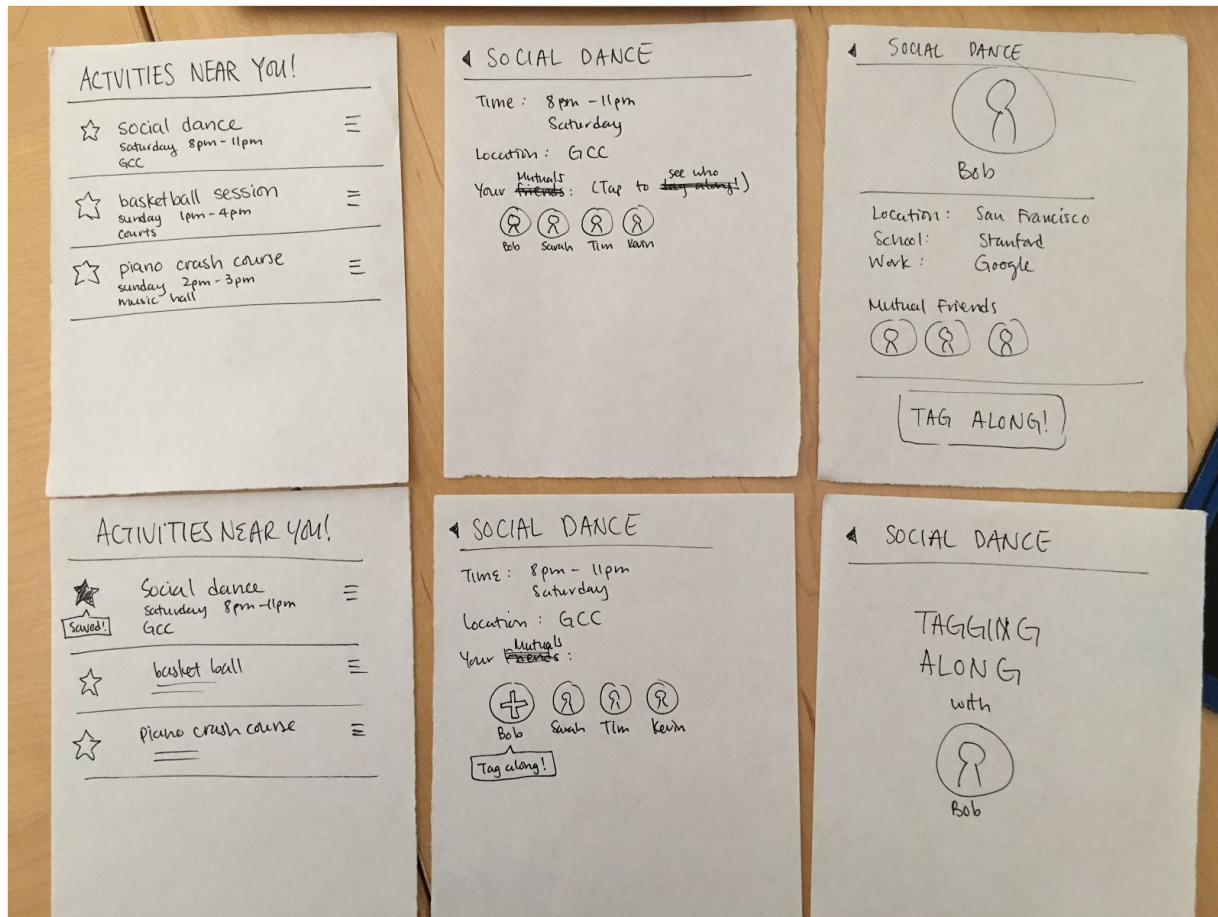 ACTVITIES NEAR YOU!
social dance
saturday 8pm-11pm
GCC
basketball session
sunday 1pm-4pm
courts
piano crash course
sunday 2pm-3pm
music hall
SOCIAL DANCE
Time: 8pm-11pm
Saturday
Location: GCC
Mutuals see who
Your friends: (Tap to tag along!)
Bob Sarah Tim Kevin
SOCIAL DANCE
Bob
Location: San Francisco
School: Stanford
Work: Google
Mutual Friends
TAG ALONG!
ACTIVITIES NEAR YOU!
Social dance
saturday 8pm-11pm
Saved! GCC
basket ball
Piano crash course
SOCIAL DANCE
Time: 8pm - 11pm
Saturday
Location: GCC
Mutuals
Your Friends:
Bob Sarah Tim Kevin
Tag along!
SOCIAL DANCE
TAGGING
ALONG
with
Bob